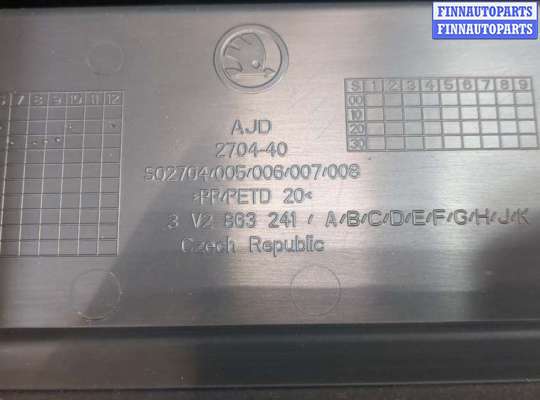 FINNAUTOPARTS
FINNAUTOPARTS
AJD
2704-40
S02704/005/006/007/008
>PP/PETD 20<
3 V2 863 241 / A/B/C/D/E/F/G/H/J/K
Czech Republic
6 7 8 9 10 11 12
S 1 2 3 4 5 6 7 8 9
00
10
20
30